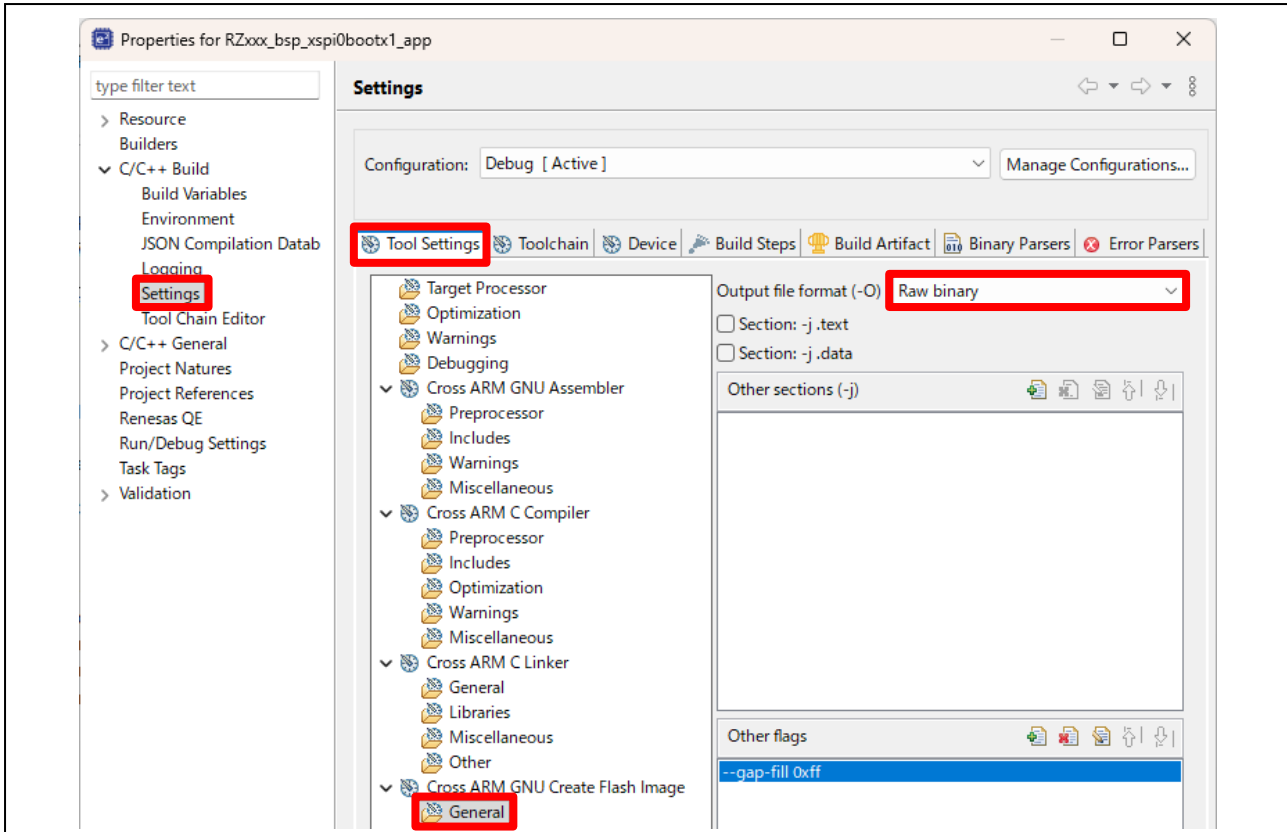 Properties for RZxxx_bsp_xspi0bootx1_app
type filter text
Settings
Resource
Builders
C/C++ Build
Build Variables
Environment
JSON Compilation Datab
Logging
Settings
Tool Chain Editor
C/C++ General
Project Natures
Project References
Renesas QE
Run/Debug Settings
Task Tags
Validation
Configuration: Debug [ Active ] Manage Configurations...
Tool Settings Toolchain Device Build Steps Build Artifact Binary Parsers Error Parsers
Target Processor
Optimization
Warnings
Debugging
Cross ARM GNU Assembler
Preprocessor
Includes
Warnings
Miscellaneous
Cross ARM C Compiler
Preprocessor
Includes
Optimization
Warnings
Miscellaneous
Cross ARM C Linker
General
Libraries
Miscellaneous
Other
Cross ARM GNU Create Flash Image
General
Output file format (-O) Raw binary
Section: -j .text
Section: -j .data
Other sections (-j)
Other flags
--gap-fill 0xff